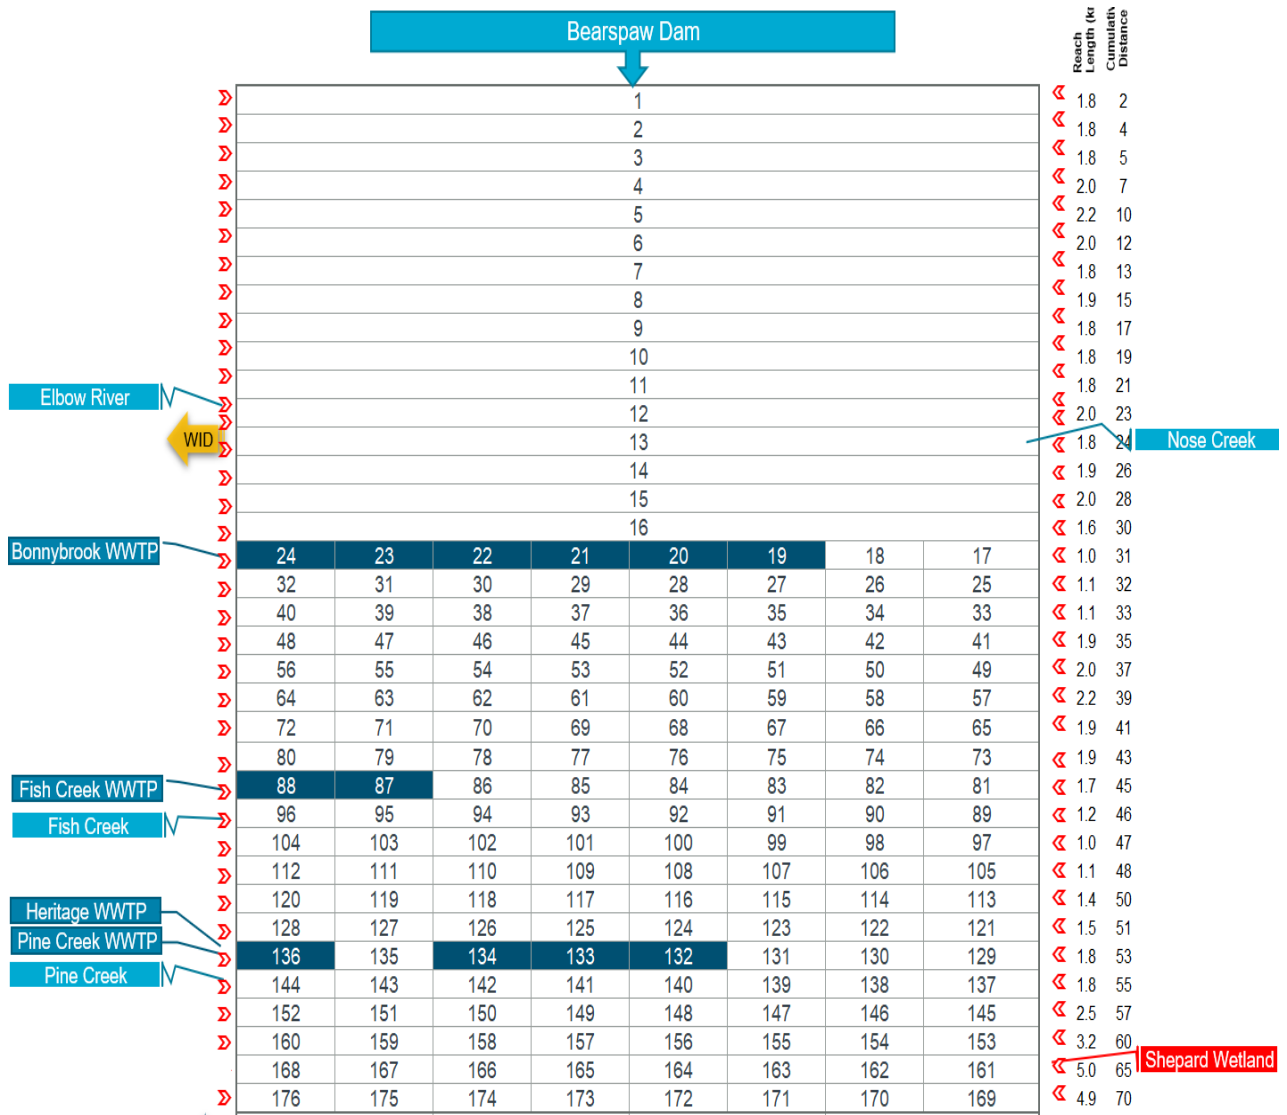 Bearspaw Dam
Reach Length (kr
Cumulativ Distance
1 1.8 2
2 1.8 4
3 1.8 5
4 2.0 7
5 2.2 10
6 2.0 12
7 1.8 13
8 1.9 15
9 1.8 17
10 1.8 19
11 1.8 21
Elbow River
12 2.0 23
WID
13 1.8 24
Nose Creek
14 1.9 26
15 2.0 28
16 1.6 30
Bonnybrook WWTP
24 23 22 21 20 19 18 17 1.0 31
32 31 30 29 28 27 26 25 1.1 32
40 39 38 37 36 35 34 33 1.1 33
48 47 46 45 44 43 42 41 1.9 35
56 55 54 53 52 51 50 49 2.0 37
64 63 62 61 60 59 58 57 2.2 39
72 71 70 69 68 67 66 65 1.9 41
80 79 78 77 76 75 74 73 1.9 43
Fish Creek WWTP
88 87 86 85 84 83 82 81 1.7 45
Fish Creek
96 95 94 93 92 91 90 89 1.2 46
104 103 102 101 100 99 98 97 1.0 47
112 111 110 109 108 107 106 105 1.1 48
120 119 118 117 116 115 114 113 1.4 50
Heritage WWTP
128 127 126 125 124 123 122 121 1.5 51
Pine Creek WWTP
136 135 134 133 132 131 130 129 1.8 53
Pine Creek
144 143 142 141 140 139 138 137 1.8 55
152 151 150 149 148 147 146 145 2.5 57
160 159 158 157 156 155 154 153 3.2 60
Shepard Wetland
168 167 166 165 164 163 162 161 5.0 65
176 175 174 173 172 171 170 169 4.9 70